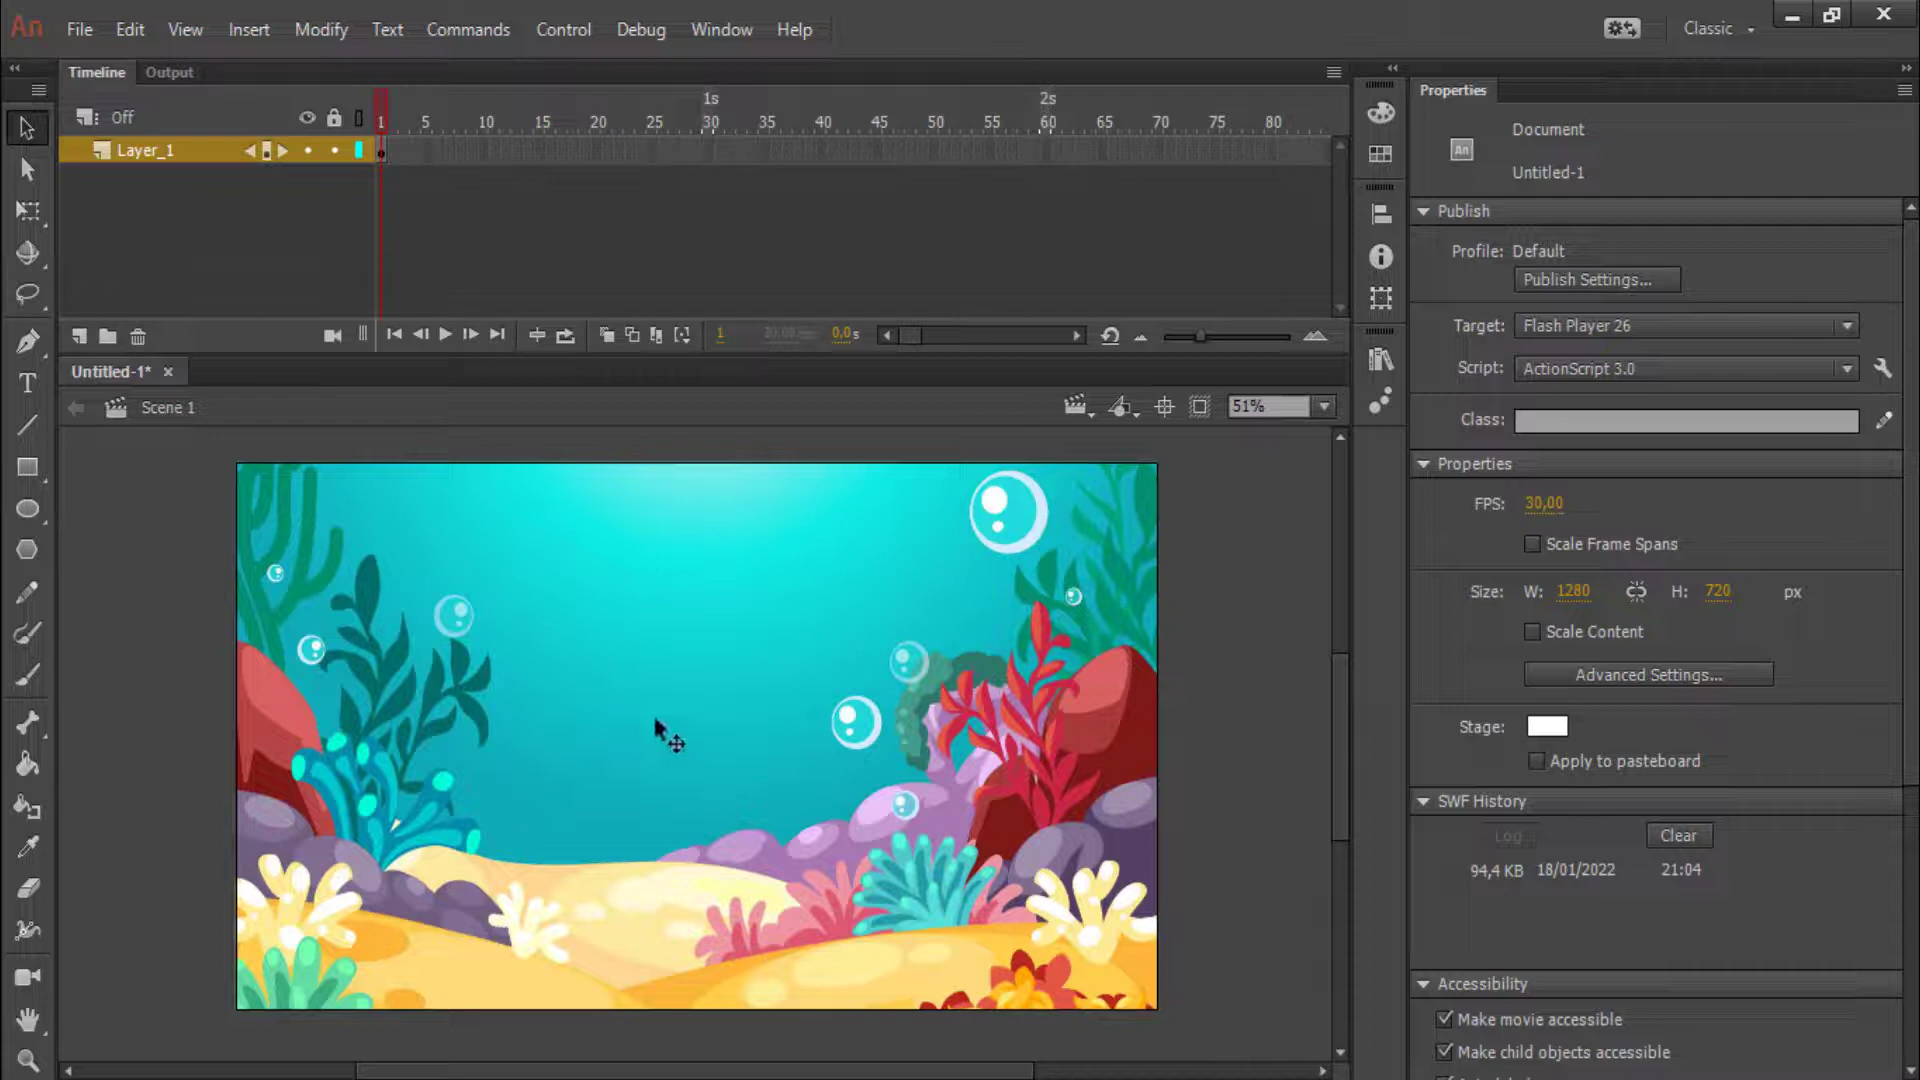 An File Edit View Insert Modify Text Commands Control Debug Window Help Classic
Timeline Output
Off
1s 2s
1 5 10 15 20 25 30 35 40 45 50 55 60 65 70 75 80
Layer_1
1 30,00 0,0s
Untitled-1*
Scene 1
51%
Properties
Document
An
Untitled-1
Publish
Profile: Default
Publish Settings...
Target: Flash Player 26
Script: ActionScript 3.0
Class:
Properties
FPS: 30,00
Scale Frame Spans
Size: W: 1280 H: 720 px
Scale Content
Advanced Settings...
Stage:
Apply to pasteboard
SWF History
Log Clear
94,4 KB 18/01/2022 21:04
Accessibility
Make movie accessible
Make child objects accessible